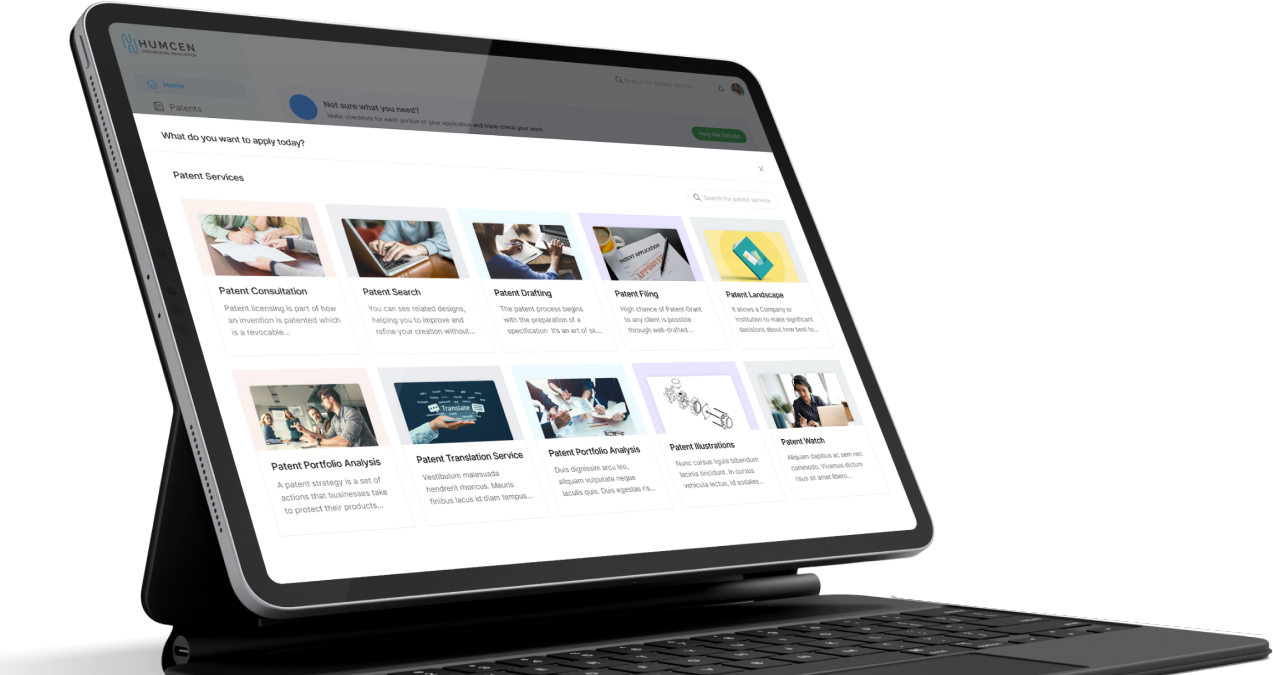 HUMCEN
Home
Search for patent service
Patents
Not sure what you need?
Make checklists for each portion of your application and triple-check your work.
Help Me Decide
What do you want to apply today?
Patent Services
Search for patent service
PATENT APPLICATION
APPROVED
Patent Consultation
Patent licensing is part of how
an invention is patented which
is a revocable...
Patent Search
You can see related designs,
helping you to improve and
refine your creation without...
Patent Drafting
The patent process begins
with the preparation of a
specification. It's an art of sk...
Patent Filing
High chance of Patent Grant
to any client is possible
through well-drafted...
Patent Landscape
It allows a Company or
institution to make significant
decisions about how best to...
Translate
Patent Portfolio Analysis
A patent strategy is a set of
actions that businesses take
to protect their products...
Patent Translation Service
Vestibulum malesuada
hendrerit rhoncus. Mauris
finibus lacus id diam tempus...
Patent Portfolio Analysis
Duis dignissim arcu leo,
aliquam vulputate neque
iaculis quis. Duis egestas ris...
Patent Illustrations
Nunc cursus ligula bibendum
lacinia tincidunt. In cursus
vehicula lectus, id sodales...
Patent Watch
Aliquam dapibus ac sem nec
commodo. Vivamus dictum
risus sit amet libero...